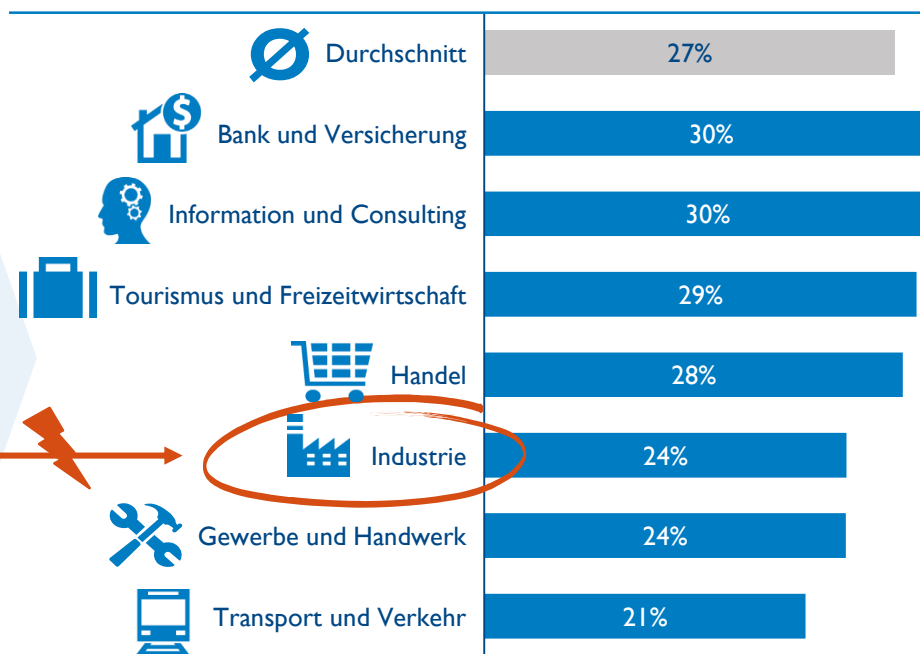 Durchschnitt 27%
Bank und Versicherung 30%
Information und Consulting 30%
Tourismus und Freizeitwirtschaft 29%
Handel 28%
Industrie 24%
Gewerbe und Handwerk 24%
Transport und Verkehr 21%